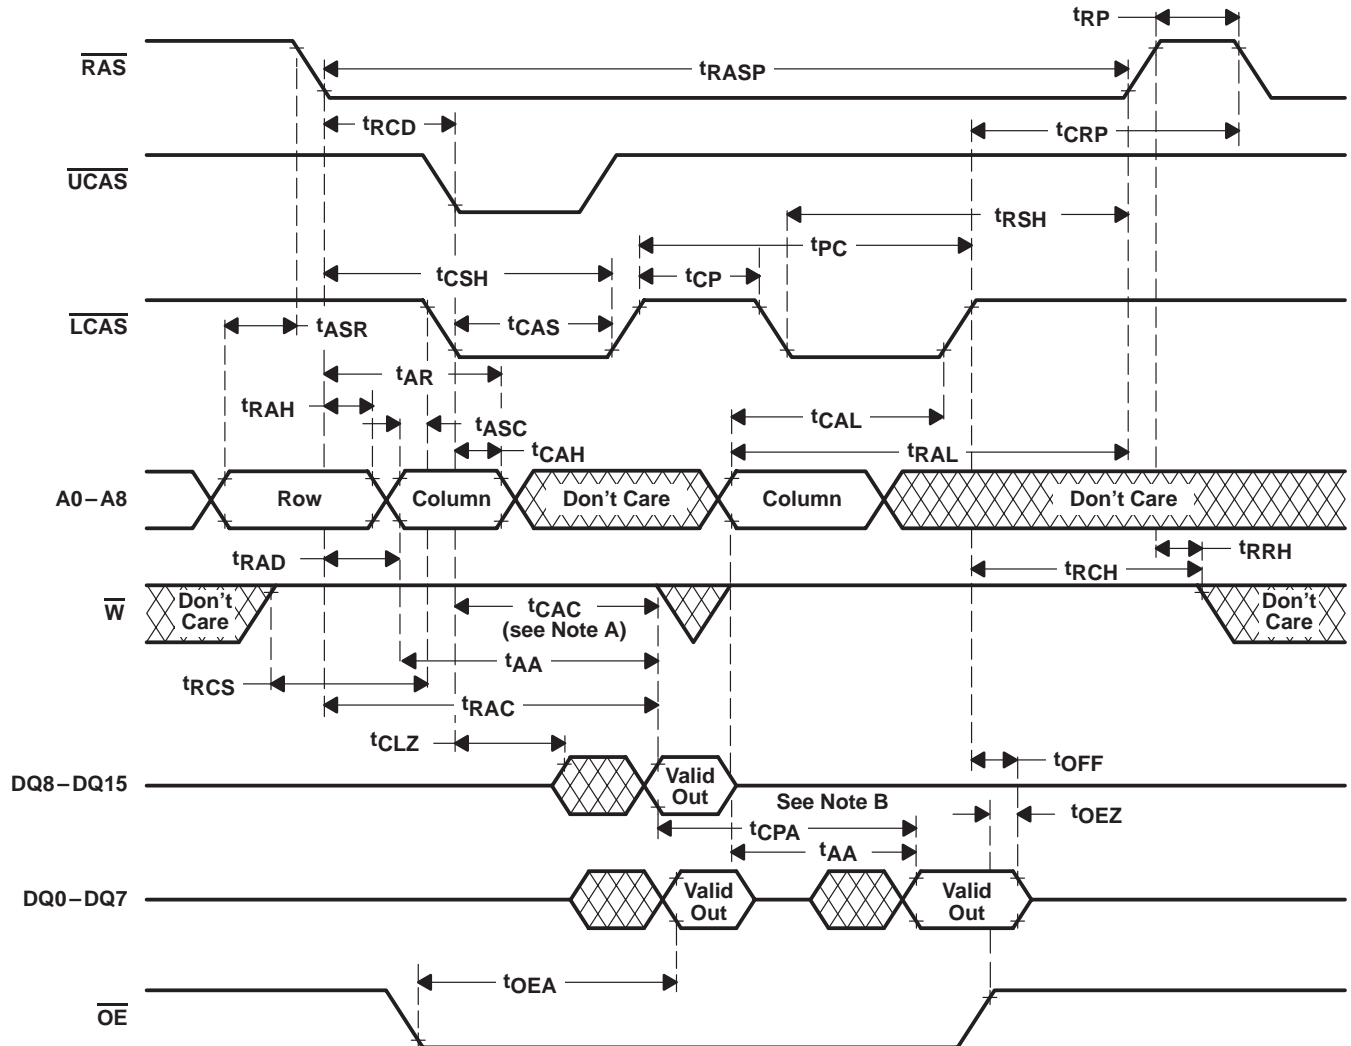 tRP
RAS
tRASP
tRCD
tCRP
UCAS
tRSH
tPC
tCSH
tCP
LCAS
tASR
tCAS
tAR
tRAH
tASC
tCAL
tCAH
tRAL
A0–A8
Row
Column
Don't Care
Column
Don't Care
tRAD
tRRH
tRCH
W
Don't
Care
tCAC
(see Note A)
Don't
Care
tAA
tRCS
tRAC
tCLZ
tOFF
DQ8–DQ15
Valid
Out
See Note B
tOEZ
tCPA
tAA
DQ0–DQ7
Valid
Out
Valid
Out
tOEA
OE